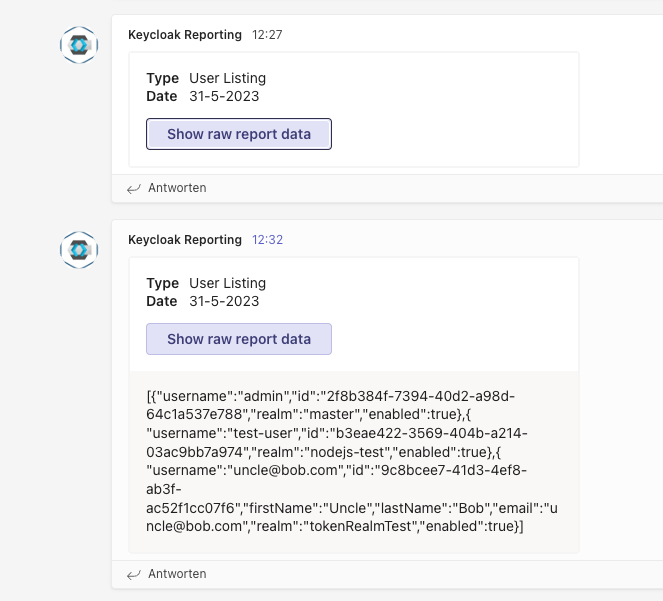 Keycloak Reporting 12:27
Type User Listing
Date 31-5-2023
Show raw report data
Antworten
Keycloak Reporting 12:32
Type User Listing
Date 31-5-2023
Show raw report data
[{"username":"admin","id":"2f8b384f-7394-40d2-a98d-
64c1a537e788","realm":"master","enabled":true},{
"username":"test-user","id":"b3eae422-3569-404b-a214-
03ac9bb7a974","realm":"nodejs-test","enabled":true},{
"username":"uncle@bob.com","id":"9c8bcee7-41d3-4ef8-
ab3f-
ac52f1cc07f6","firstName":"Uncle","lastName":"Bob","email":"u
ncle@bob.com","realm":"tokenRealmTest","enabled":true}]
Antworten